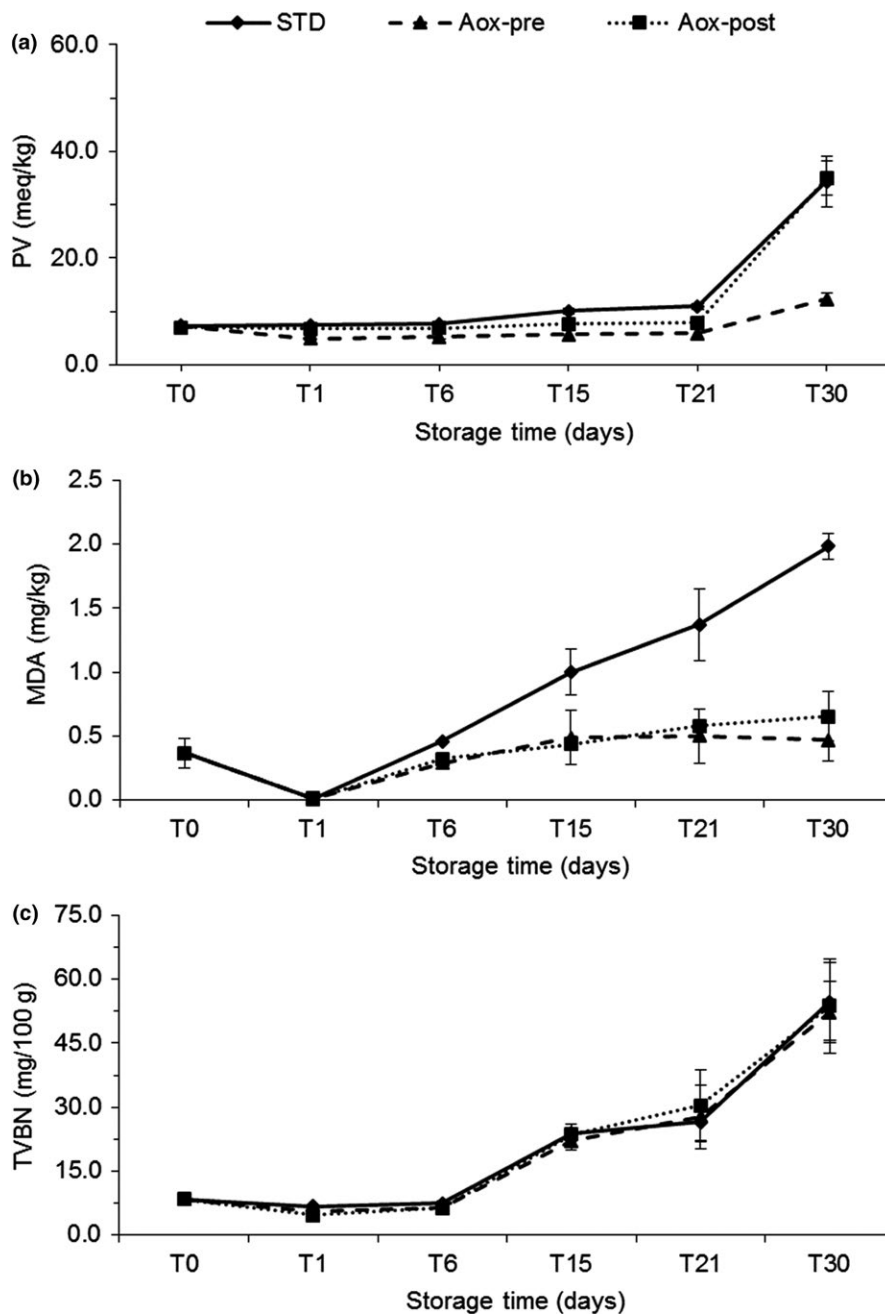 STD Aox-pre Aox-post
(a)
60.0
40.0
20.0
0.0
PV (meq/kg)
T0 T1 T6 T15 T21 T30
Storage time (days)
(b)
2.5
2.0
1.5
1.0
0.5
0.0
MDA (mg/kg)
T0 T1 T6 T15 T21 T30
Storage time (days)
(c)
75.0
60.0
45.0
30.0
15.0
0.0
TVBN (mg/100 g)
T0 T1 T6 T15 T21 T30
Storage time (days)